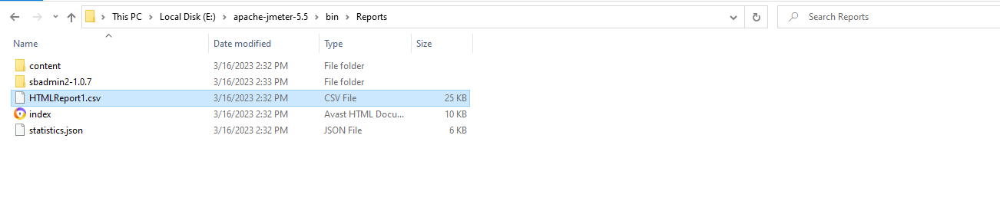 This PC > Local Disk (E:) > apache-jmeter-5.5 > bin > Reports
Search Reports
Name Date modified Type Size
content 3/16/2023 2:32 PM File folder
sbadmin2-1.0.7 3/16/2023 2:33 PM File folder
HTMLReport1.csv 3/16/2023 2:32 PM CSV File 25 KB
index 3/16/2023 2:32 PM Avast HTML Docu... 10 KB
statistics.json 3/16/2023 2:32 PM JSON File 6 KB